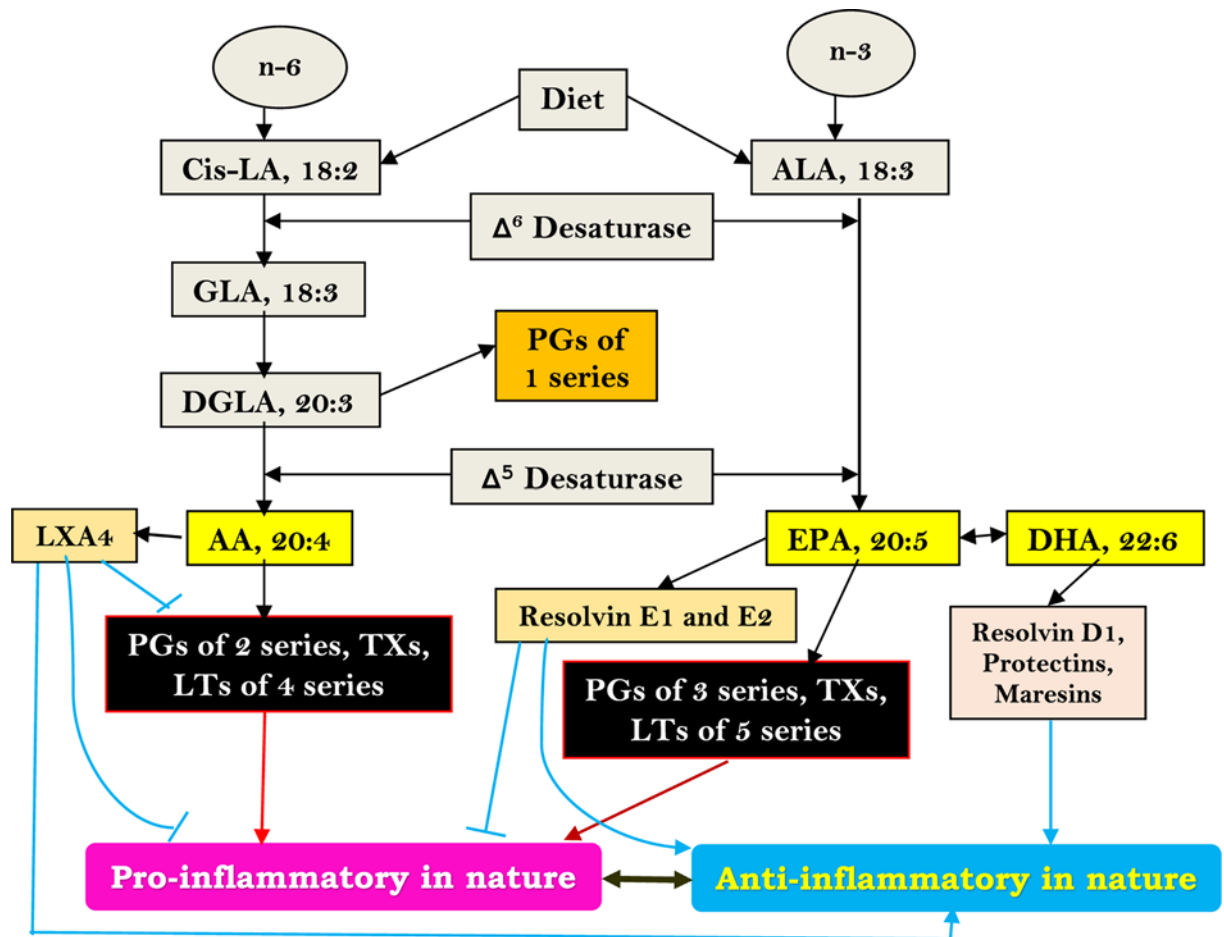 n-6
n-3
Diet
Cis-LA, 18:2
ALA, 18:3
Δ⁶ Desaturase
GLA, 18:3
PGs of
1 series
DGLA, 20:3
Δ⁵ Desaturase
LXA4
AA, 20:4
EPA, 20:5
DHA, 22:6
Resolvin E1 and E2
PGs of 2 series, TXs,
LTs of 4 series
Resolvin D1,
Protectins,
Maresins
PGs of 3 series, TXs,
LTs of 5 series
Pro-inflammatory in nature
Anti-inflammatory in nature